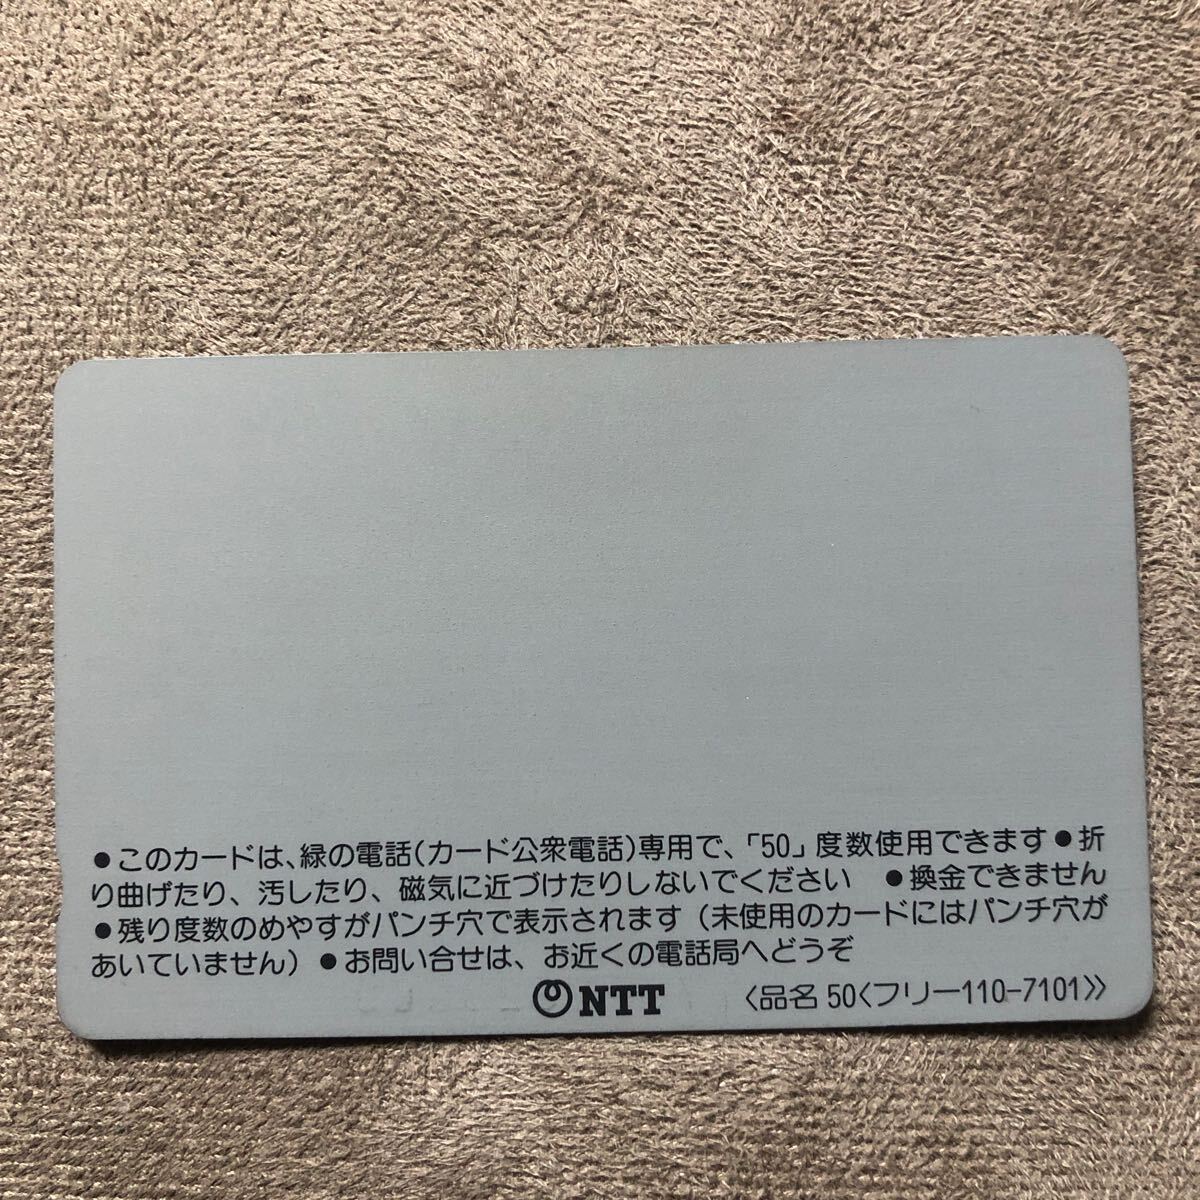 ●このカードは、緑の電話(カード公衆電話)専用で、「50」度数使用できます●折
り曲げたり、汚したり、磁気に近づけたりしないでください ●換金できません
●残り度数のめやすがパンチ穴で表示されます(未使用のカードにはパンチ穴が
あいていません)●お問い合せは、お近くの電話局へどうぞ
NTT 〈品名50〈フリー110-7101〉〉